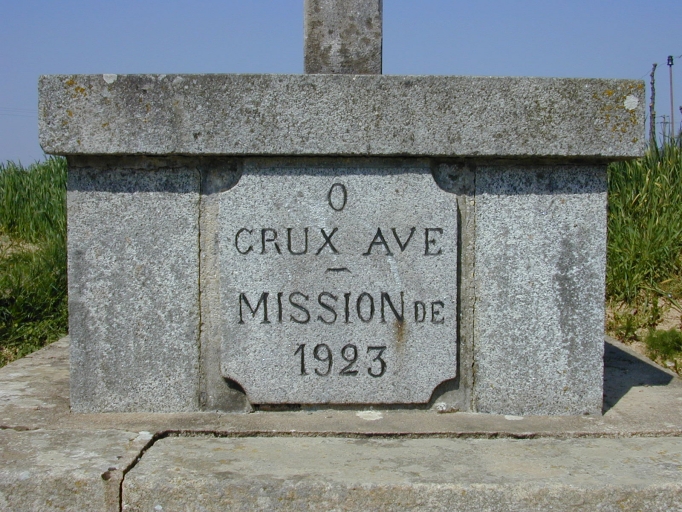 O
CRUX AVE
MISSION DE
1923